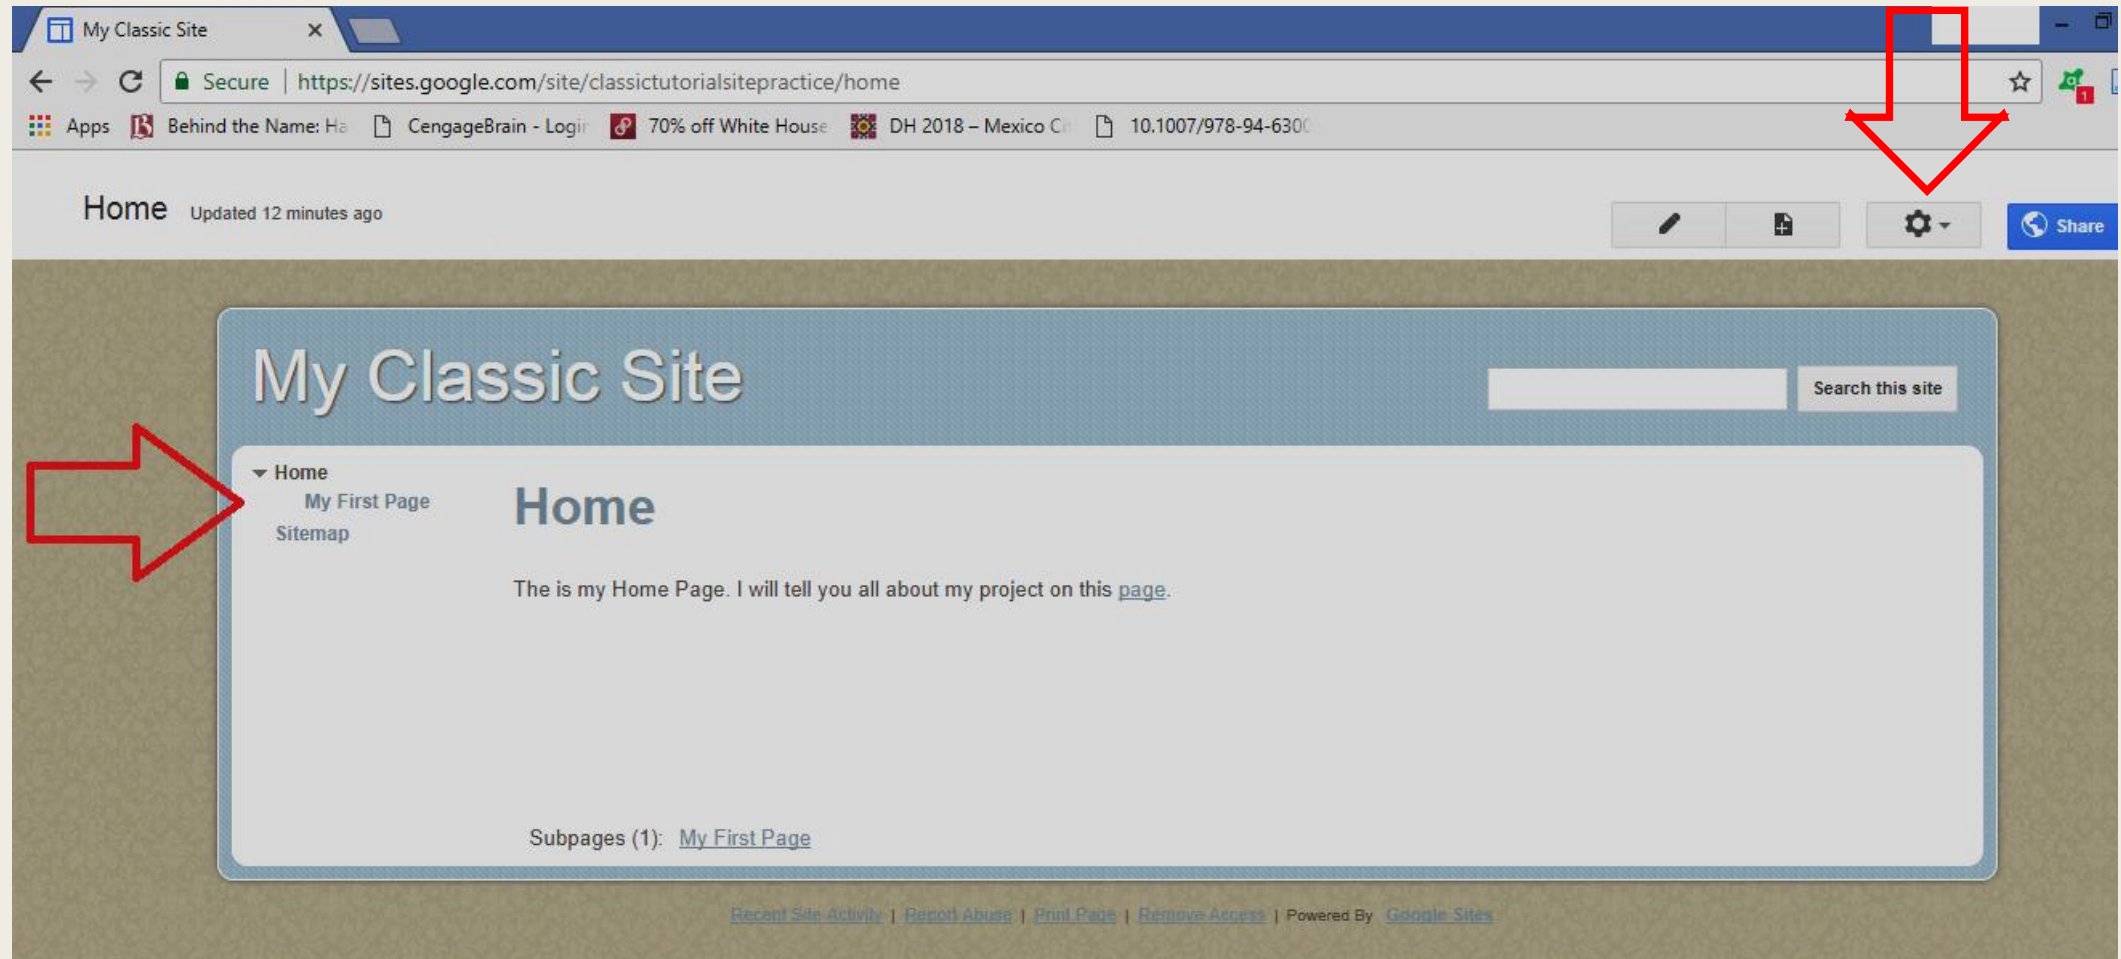 My Classic Site
Secure | https://sites.google.com/site/classictutorialsitepractice/home
1
Apps Behind the Name: Ha CengageBrain - Login 70% off White House DH 2018 – Mexico Ci 10.1007/978-94-6300
Home Updated 12 minutes ago
Share
My Classic Site
Search this site
Home
My First Page
Sitemap
Home
The is my Home Page. I will tell you all about my project on this page.
Subpages (1): My First Page
Recent Site Activity | Report Abuse | Print Page | Remove Access | Powered By Google Sites